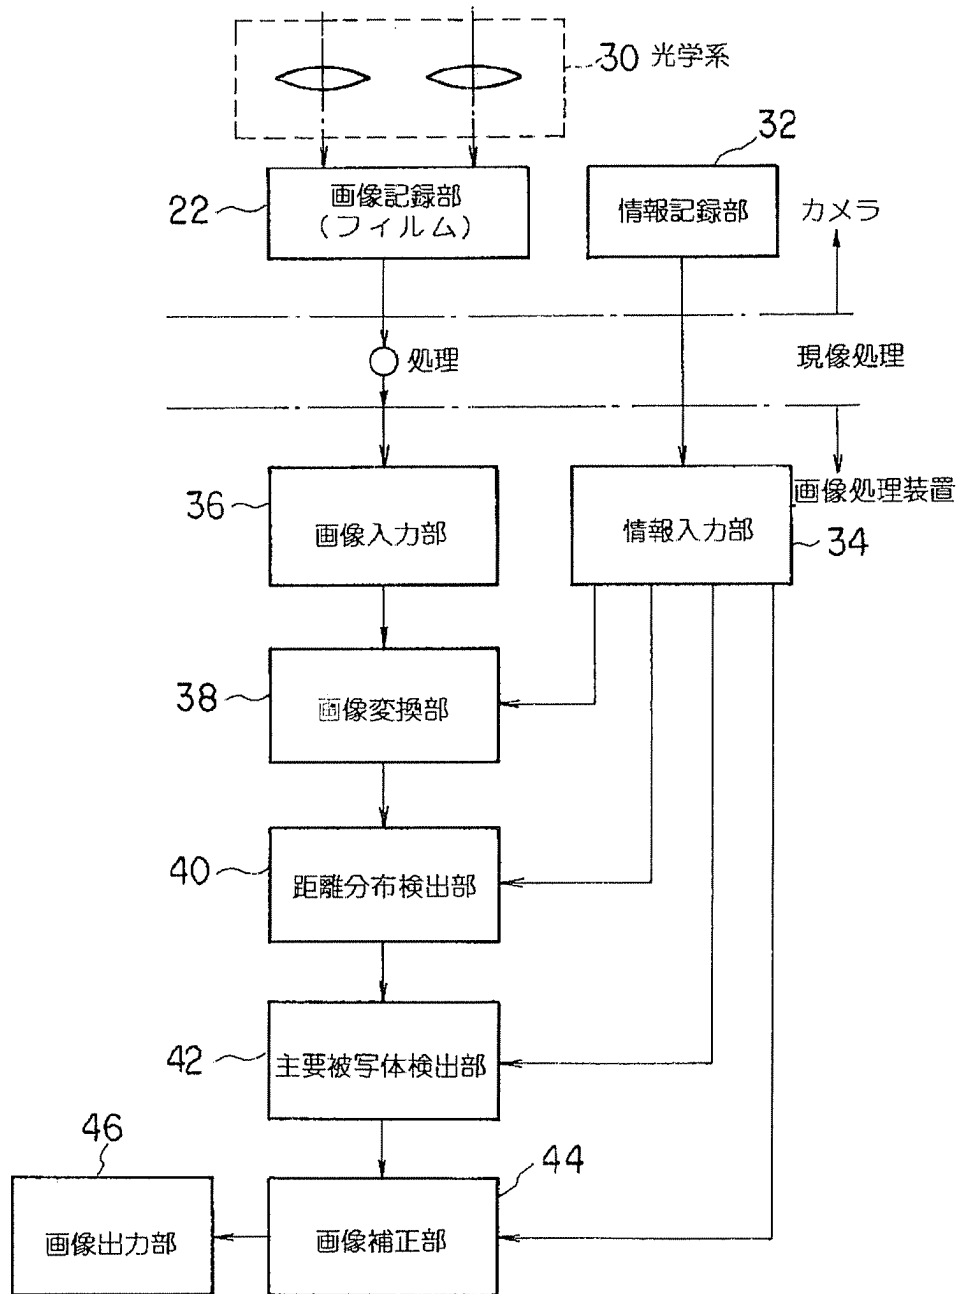 30 光学系
32
22
画像記録部
(フィルム)
情報記録部
カメラ
処理
現像処理
画像処理装置
36
画像入力部
情報入力部
34
38
画像変換部
40
距離分布検出部
42
主要被写体検出部
46
44
画像出力部
画像補正部